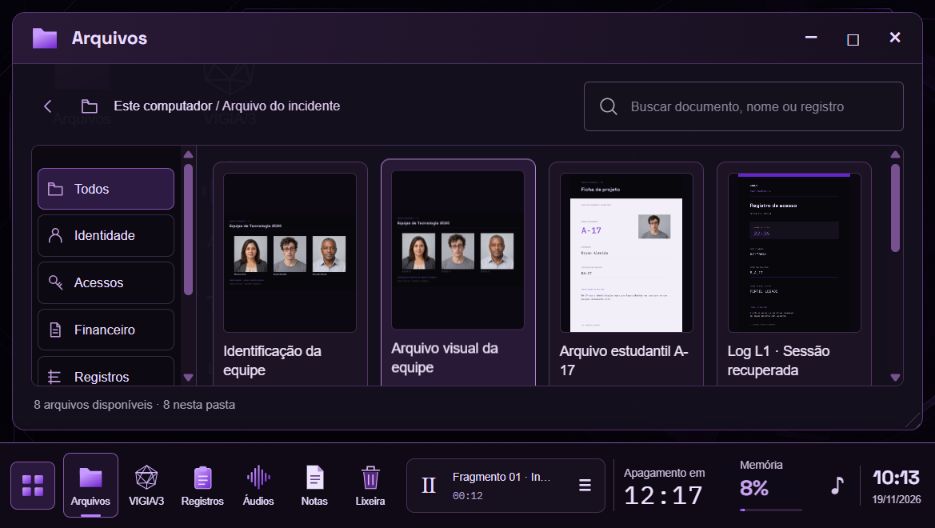 Arquivos
Este computador / Arquivo do incidente
Buscar documento, nome ou registro
Todos
Identidade
Acessos
Financeiro
Registros
Equipe de Tecnologia
Equipe de Tecnologia
Ficha de projeto
A-17
Registro de acesso
Identificação da
equipe
Arquivo visual da
equipe
Arquivo estudantil A-
17
Log L1 · Sessão
recuperada
8 arquivos disponíveis · 8 nesta pasta
Arquivos
VIGIA/3
Registros
Áudios
Notas
Lixeira
Fragmento 01 · In...
00:12
Apagamento em
12:17
Memória
8%
10:13
19/11/2026